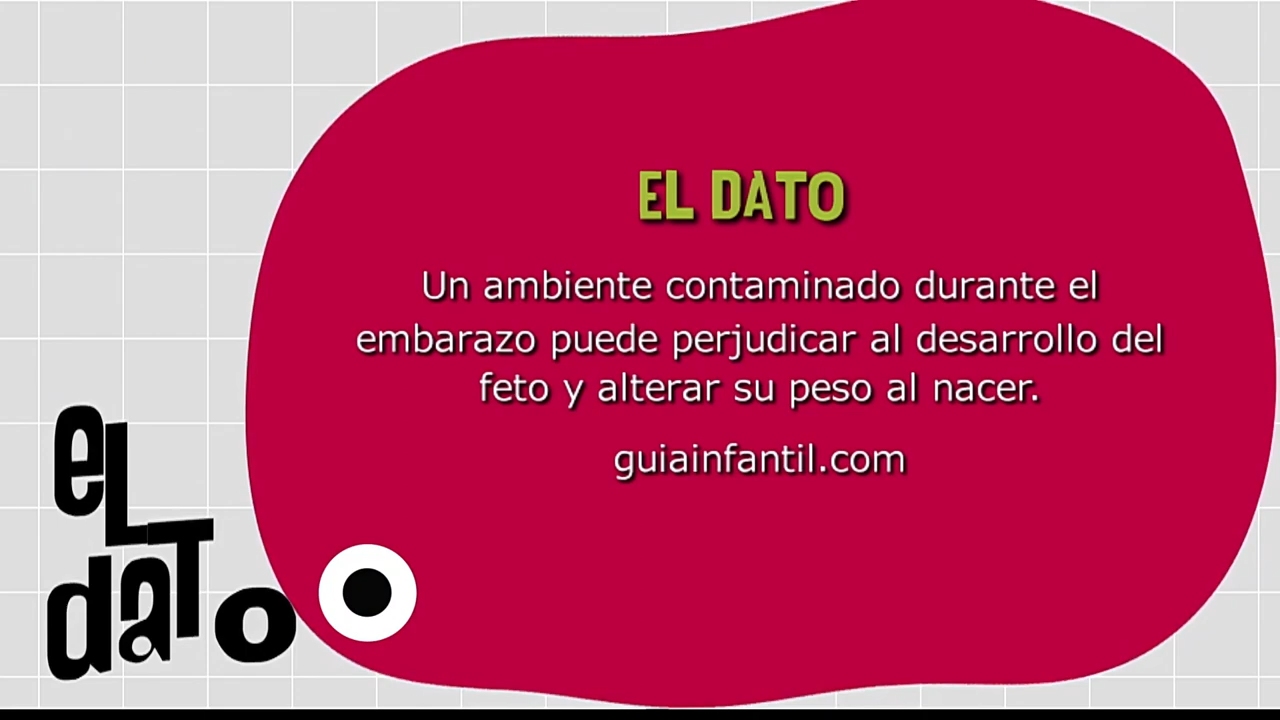 EL DATO
Un ambiente contaminado durante el
embarazo puede perjudicar al desarrollo del
feto y alterar su peso al nacer.
guiainfantil.com
eL
daTo